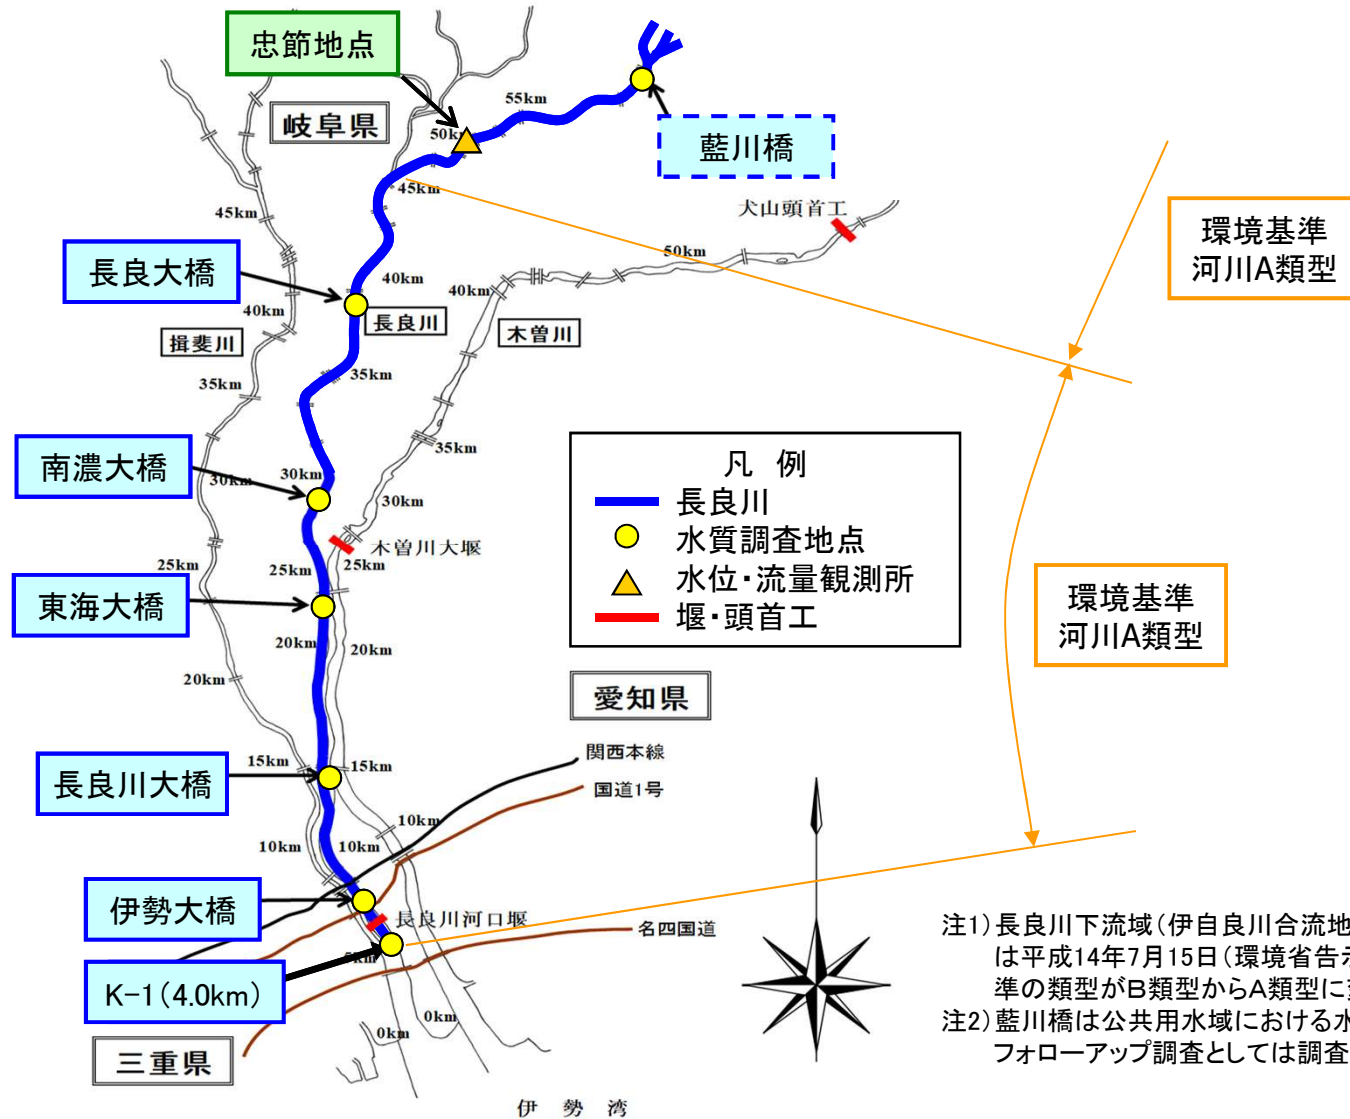 忠節地点
岐阜県
55km
50km
藍川橋
45km
犬山頭首工
45km
50km
環境基準
河川A類型
長良大橋
40km
40km
40km
長良川
木曽川
揖斐川
35km
35km
35km
南濃大橋
30km
30km
30km
凡 例
長良川
水質調査地点
水位・流量観測所
堰・頭首工
木曽川大堰
25km
25km
25km
東海大橋
環境基準
河川A類型
20km
20km
20km
愛知県
関西本線
長良川大橋
15km
15km
国道1号
10km
10km
10km
伊勢大橋
長良川河口堰
名四国道
K-1(4.0km)
5km
0km
0km
三重県
伊 勢 湾
注1)長良川下流域(伊自良川合流地
は平成14年7月15日(環境省告
準の類型がB類型からA類型に
注2)藍川橋は公共用水域における水
フォローアップ調査としては調査